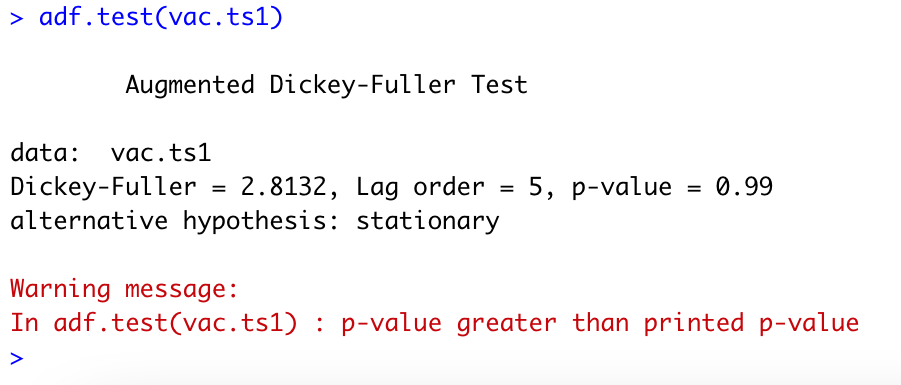 > adf.test(vac.ts1)
Augmented Dickey-Fuller Test
data:  vac.ts1
Dickey-Fuller = 2.8132, Lag order = 5, p-value = 0.99
alternative hypothesis: stationary
Warning message:
In adf.test(vac.ts1) : p-value greater than printed p-value
>